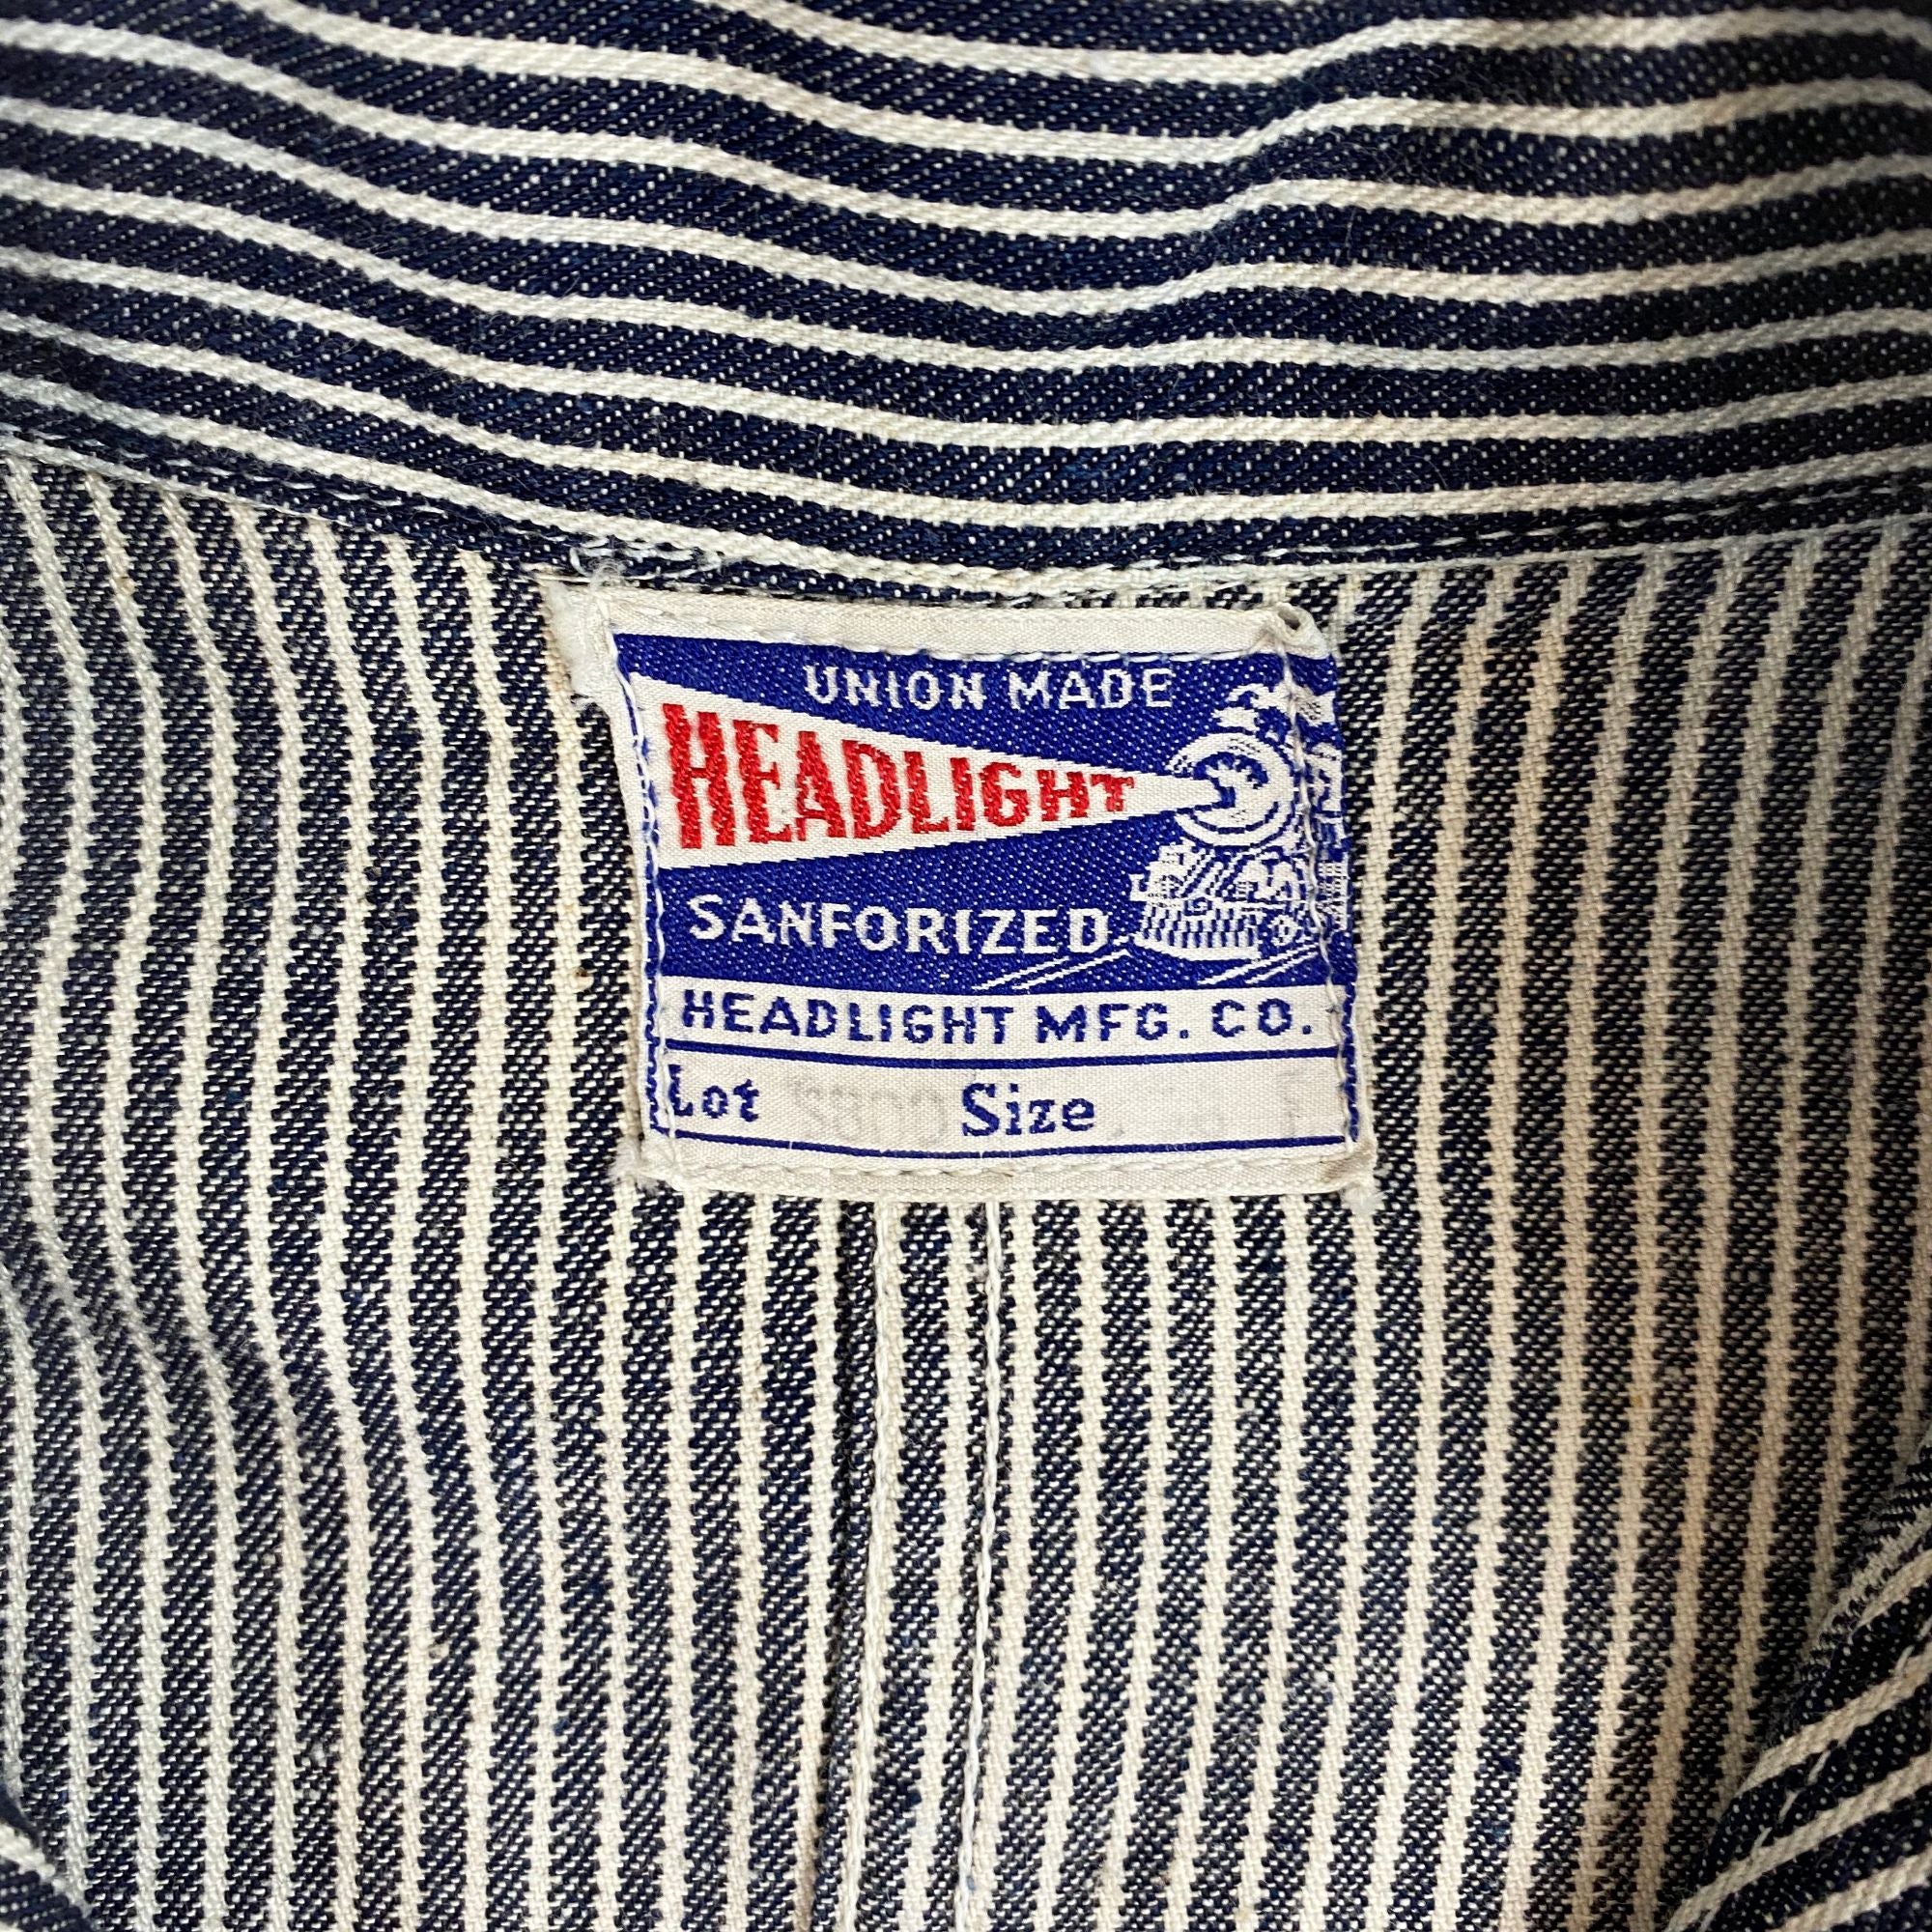 UNION MADE
HEADLIGHT
SANFORIZED
HEADLIGHT MFG. CO.
Lot Size